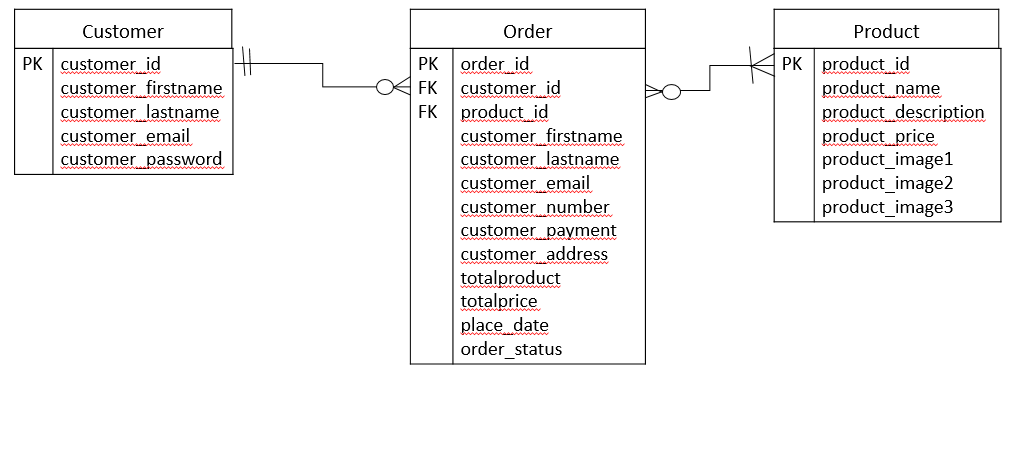 Customer
PK customer_id
customer_firstname
customer_lastname
customer_email
customer_password
Order
PK order_id
FK customer_id
FK product_id
customer_firstname
customer_lastname
customer_email
customer_number
customer_payment
customer_address
totalproduct
totalprice
place_date
order_status
Product
PK product_id
product_name
product_description
product_price
product_image1
product_image2
product_image3